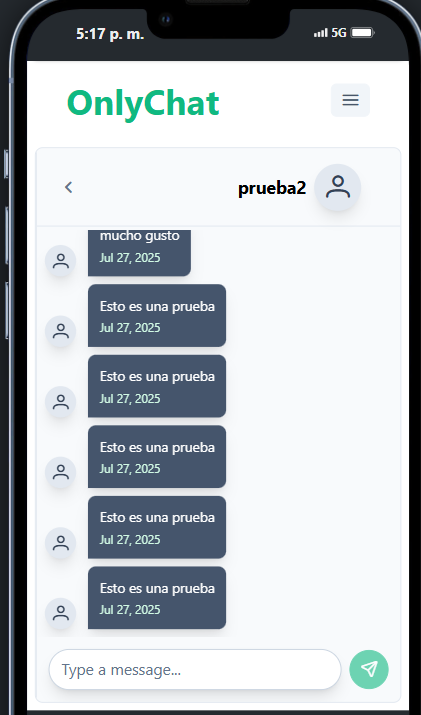 5:17 p. m.
5G
OnlyChat
prueba2
mucho gusto
Jul 27, 2025
Esto es una prueba
Jul 27, 2025
Esto es una prueba
Jul 27, 2025
Esto es una prueba
Jul 27, 2025
Esto es una prueba
Jul 27, 2025
Esto es una prueba
Jul 27, 2025
Type a message...